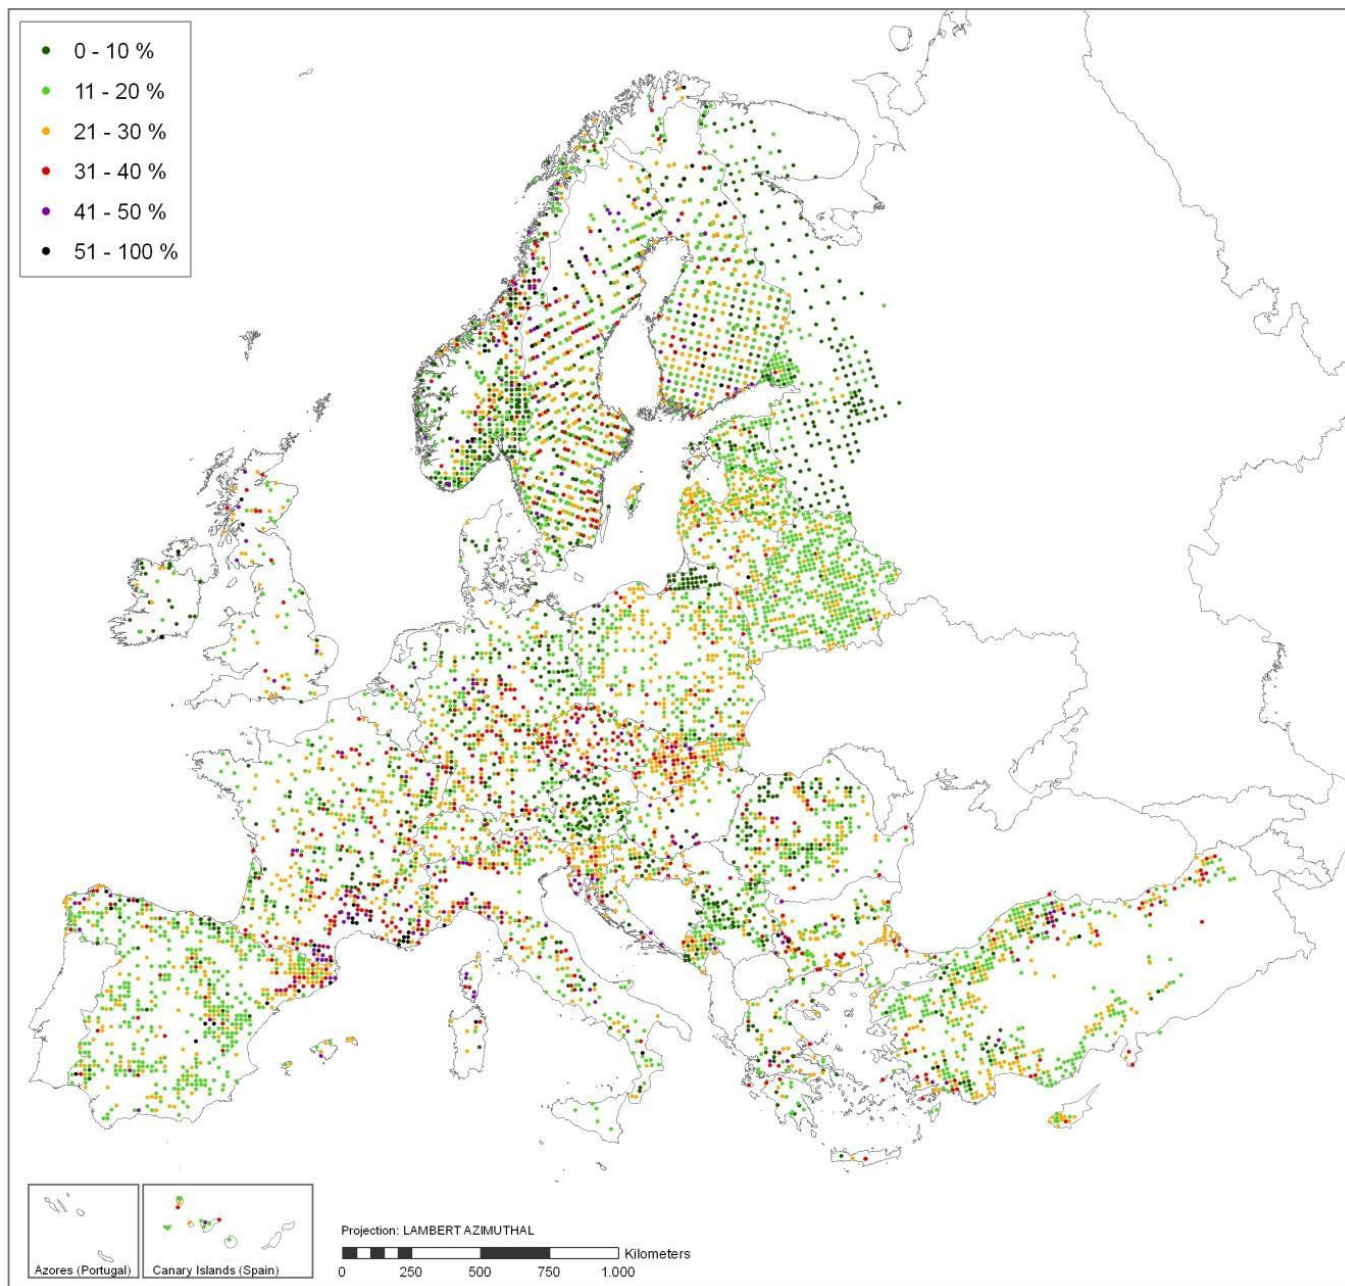 0 - 10 %
11 - 20 %
21 - 30 %
31 - 40 %
41 - 50 %
51 - 100 %
Azores (Portugal)
Canary Islands (Spain)
Projection: LAMBERT AZIMUTHAL
Kilometers
0 250 500 750 1.000